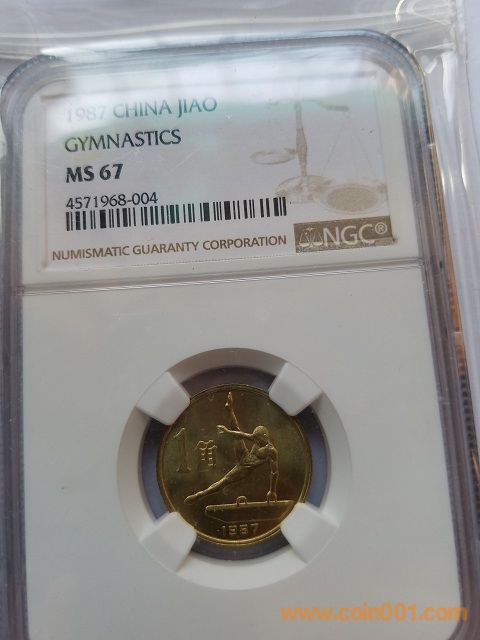 1987 CHINA JIAO
GYMNASTICS
MS 67
4571968-004
NUMISMATIC GUARANTY CORPORATION
NGC®
1角
1987
www.coin001.com